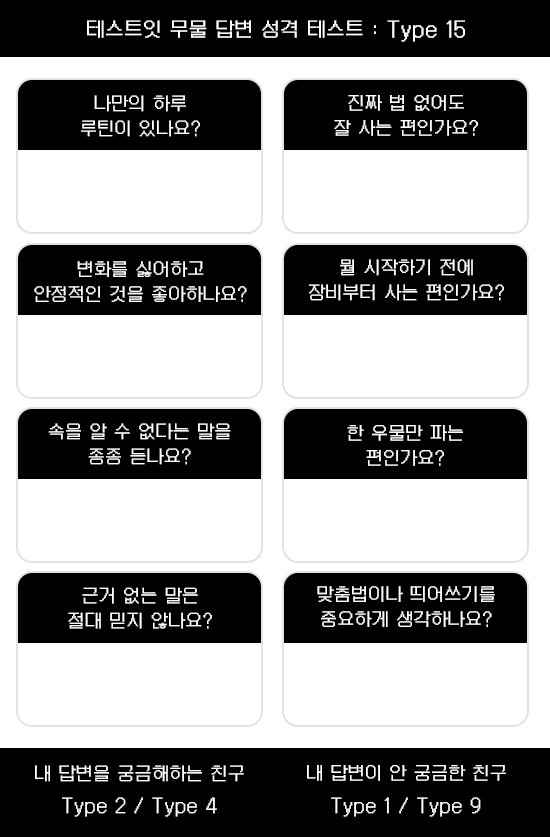 테스트잇 무물 답변 성격 테스트 : Type 15
나만의 하루
루틴이 있나요?
진짜 법 없어도
잘 사는 편인가요?
변화를 싫어하고
안정적인 것을 좋아하나요?
뭘 시작하기 전에
장비부터 사는 편인가요?
속을 알 수 없다는 말을
종종 듣나요?
한 우물만 파는
편인가요?
근거 없는 말은
절대 믿지 않나요?
맞춤법이나 띄어쓰기를
중요하게 생각하나요?
내 답변을 궁금해하는 친구
Type 2 / Type 4
내 답변이 안 궁금한 친구
Type 1 / Type 9